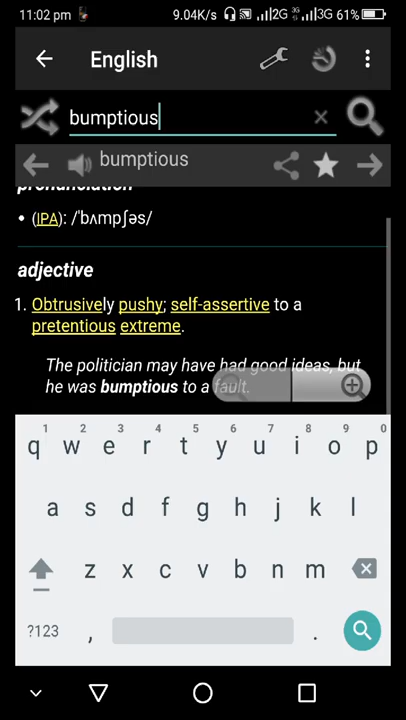 11:02 pm 9.04K/s 2G 3G 3G 61%
English
bumptious
bumptious
pronunciation
• (IPA): /ˈbʌmpʃəs/
adjective
1. Obtrusively pushy; self-assertive to a
pretentious extreme.
The politician may have had good ideas, but
he was bumptious to a fault.
1 2 3 4 5 6 7 8 9 0
q w e r t y u i o p
a s d f g h j k l
z x c v b n m
?123 , .